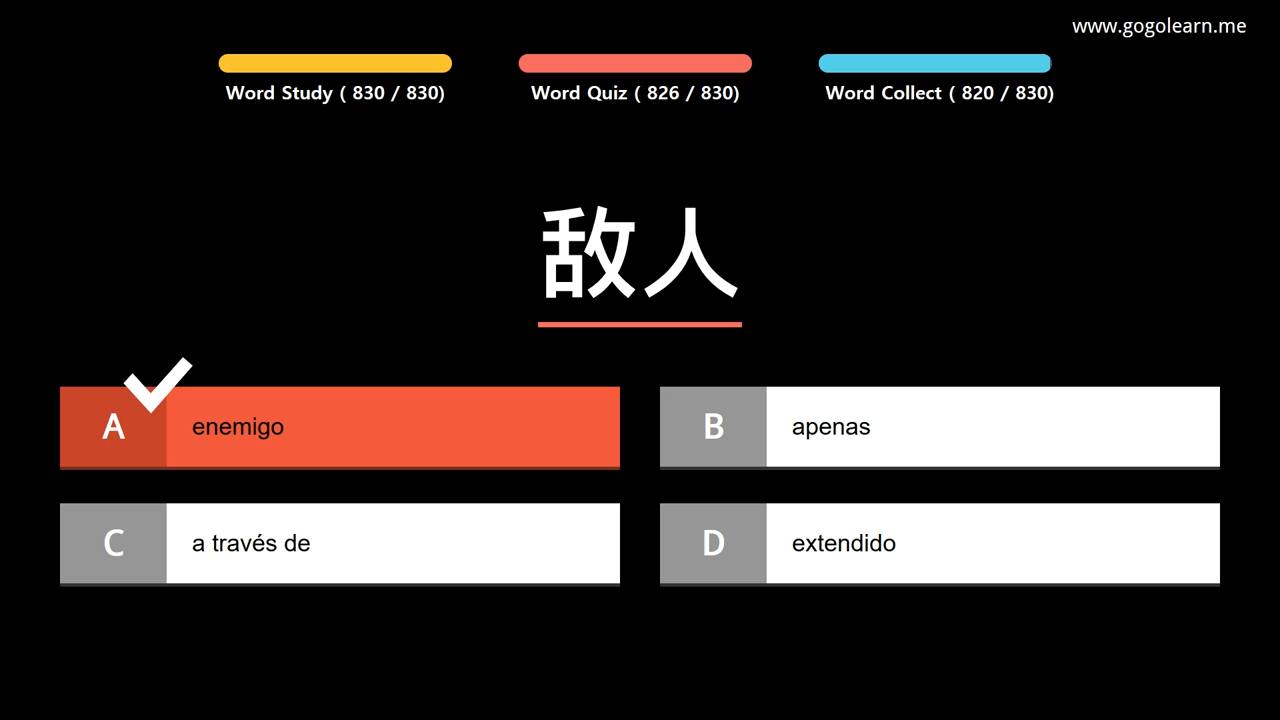 www.gogolearn.me
Word Study ( 830 / 830)
Word Quiz ( 826 / 830)
Word Collect ( 820 / 830)
敌人
A enemigo
B apenas
C a través de
D extendido